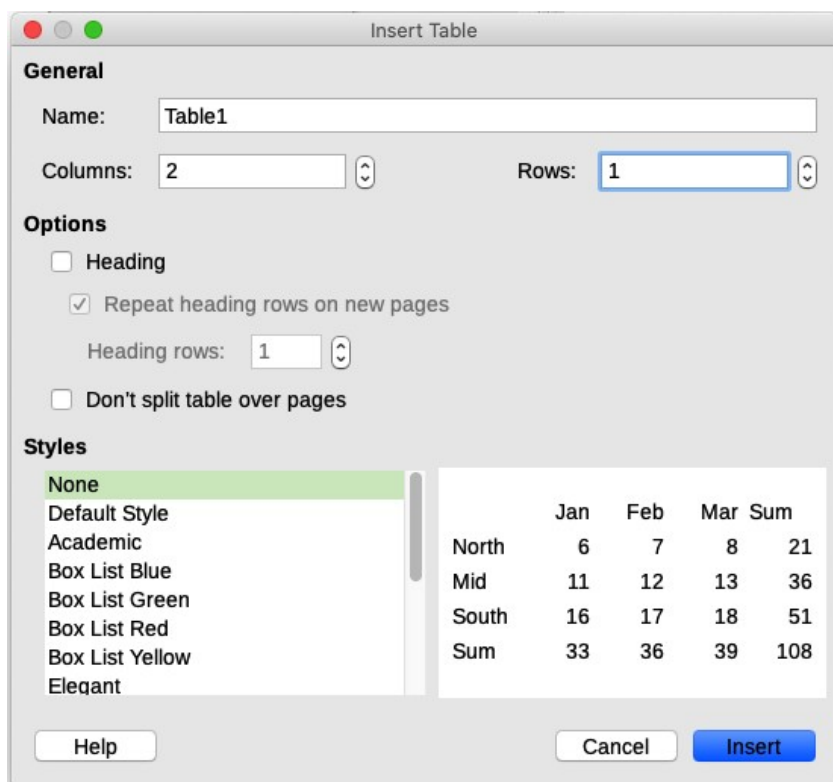 Insert Table
General
Name: Table1
Columns: 2 Rows: 1
Options
Heading
Repeat heading rows on new pages
Heading rows: 1
Don't split table over pages
Styles
None
Default Style
Academic
Box List Blue
Box List Green
Box List Red
Box List Yellow
Elegant
Jan Feb Mar Sum
North 6 7 8 21
Mid 11 12 13 36
South 16 17 18 51
Sum 33 36 39 108
Help Cancel Insert